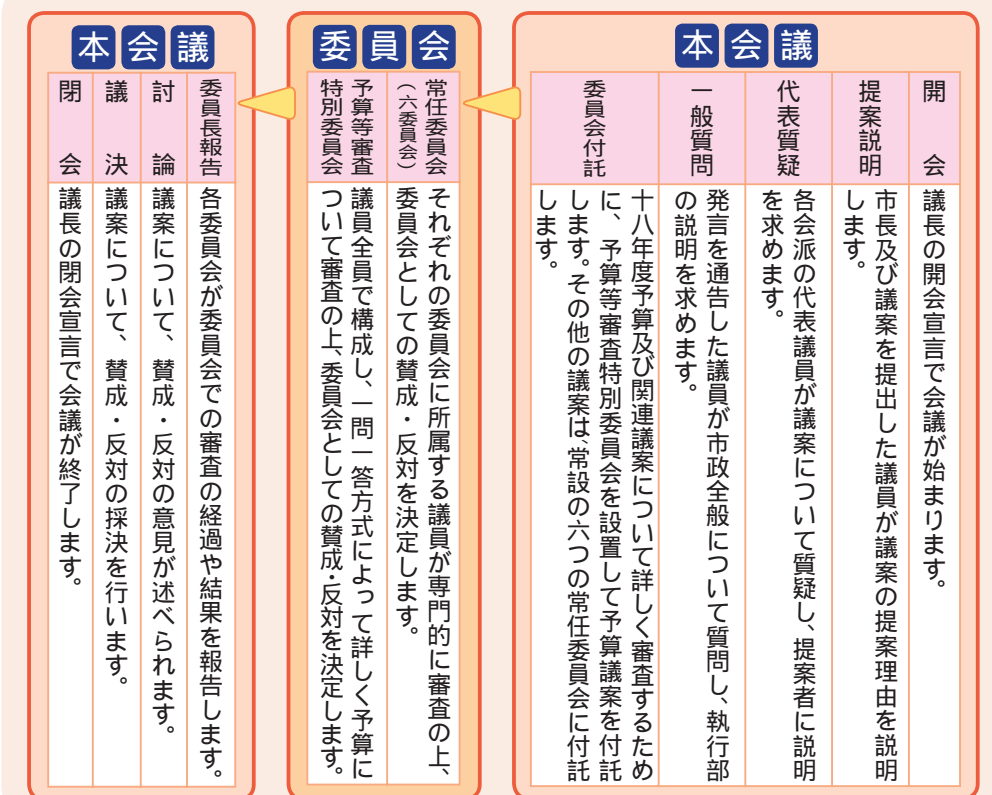 本会議
開会
議長の開会宣言で会議が始まります。
提案説明
市長及び議案を提出した議員が議案の提案理由を説明
します。
代表質疑
各会派の代表議員が議案について質疑し、提案者に説明
を求めます。
一般質問
発言を通告した議員が市政全般について質問し、執行部
の説明を求めます。
委員会付託
十八年度予算及び関連議案について詳しく審査するため
に、予算等審査特別委員会を設置して予算議案を付託
します。その他の議案は、常設の六つの常任委員会に付託
します。
委員会
常任委員会
(六委員会)
それぞれの委員会に所属する議員が専門的に審査の上、
委員会としての賛成・反対を決定します。
予算等審査
特別委員会
議員全員で構成し、一問一答方式によって詳しく予算に
ついて審査の上、委員会としての賛成・反対を決定します。
本会議
委員長報告
各委員会が委員会での審査の経過や結果を報告します。
討論
議案について、賛成・反対の意見が述べられます。
議決
議案について、賛成・反対の採決を行います。
閉会
議長の閉会宣言で会議が終了します。